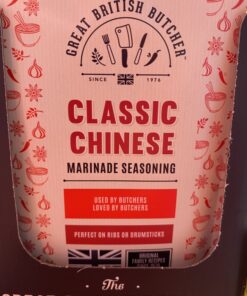 GREAT BRITISH BUTCHER
SINCE 1976
CLASSIC
CHINESE
MARINADE SEASONING
USED BY BUTCHERS
LOVED BY BUTCHERS
PERFECT ON RIBS OR DRUMSTICKS
ORIGINAL
FAMILY RECIPES
The